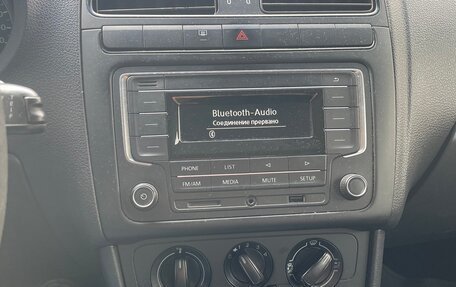 Bluetooth-Audio
Соединение прервано
PHONE LIST
FM/AM MEDIA MUTE SETUP